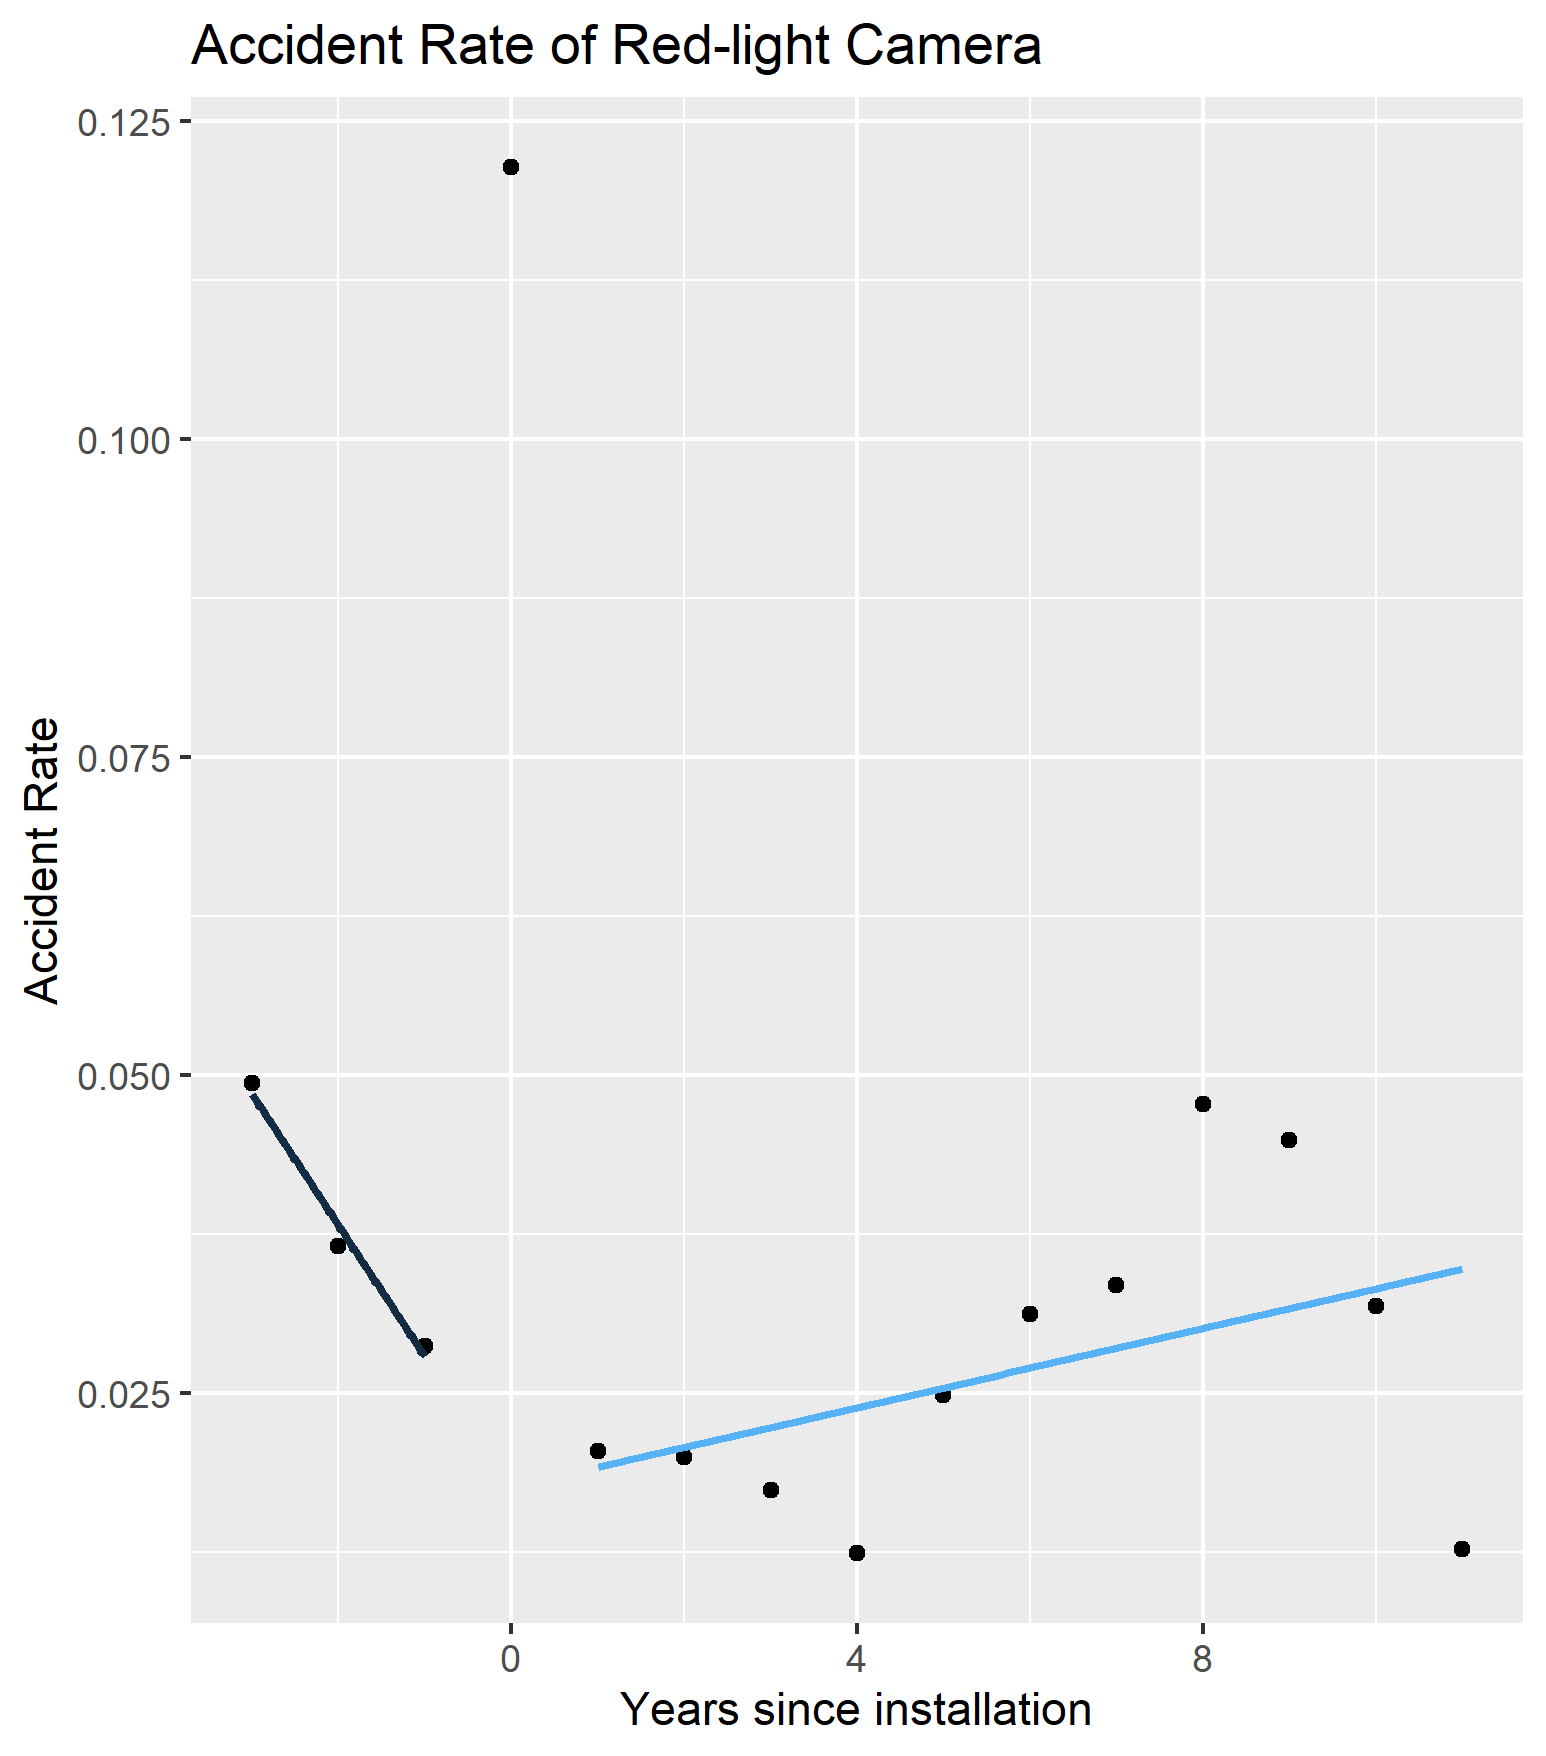 Accident Rate of Red-light Camera
0.125
0.100
0.075
0.050
0.025
Accident Rate
0
4
8
Years since installation